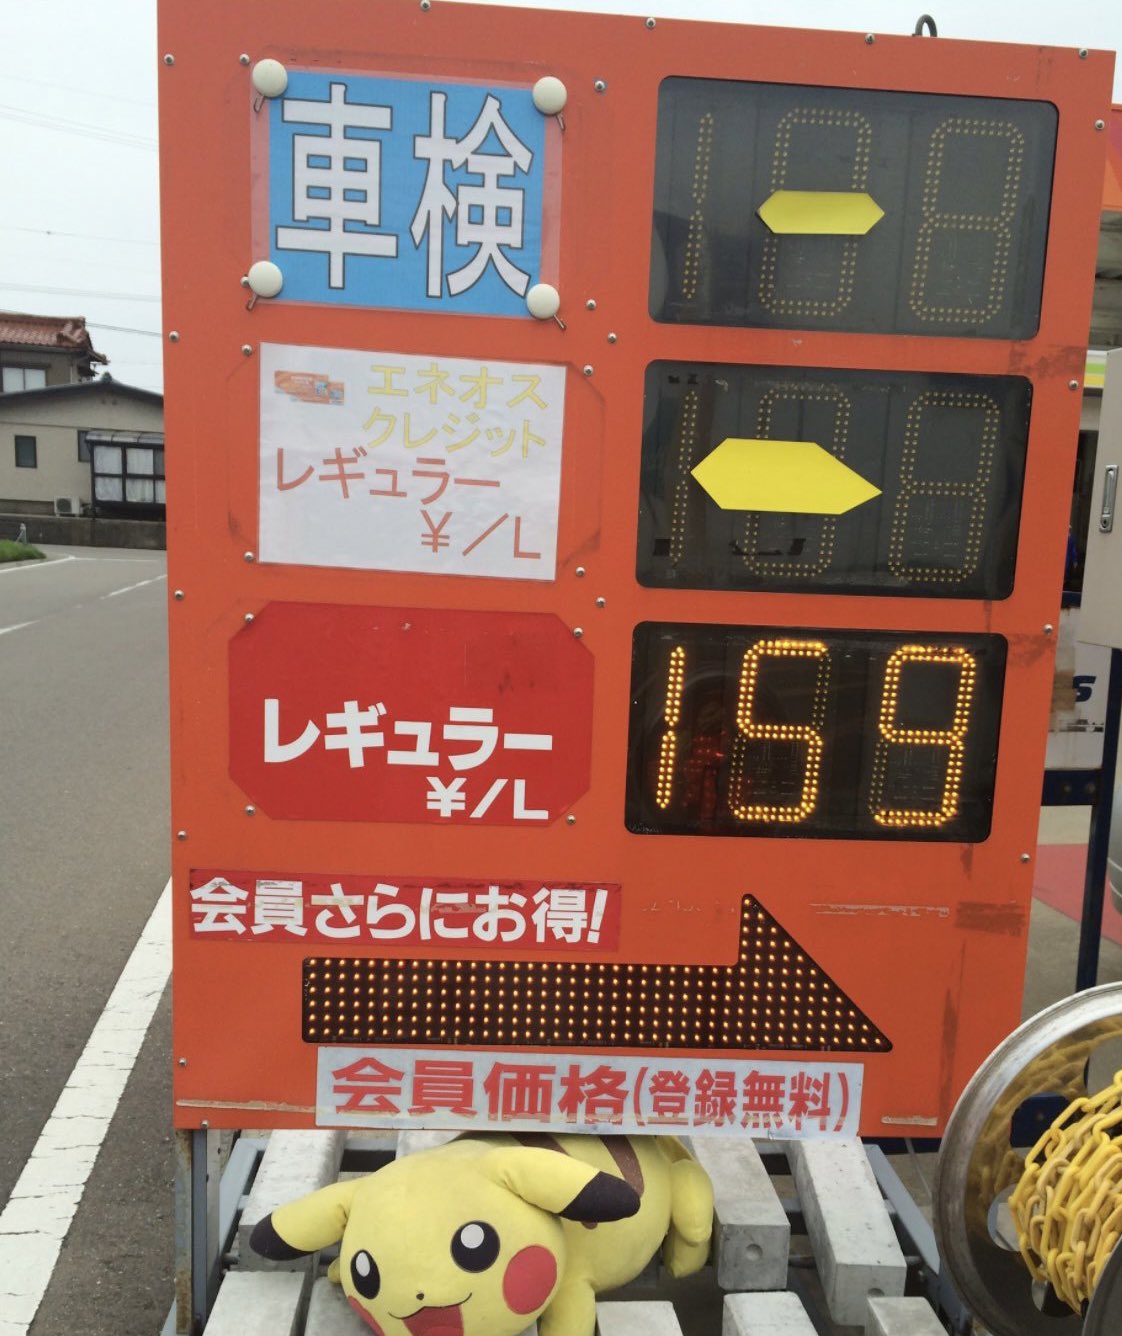 車検
エネオス
クレジット
レギュラー
¥/L
レギュラー
¥/L
159
会員さらにお得!
会員価格(登録無料)